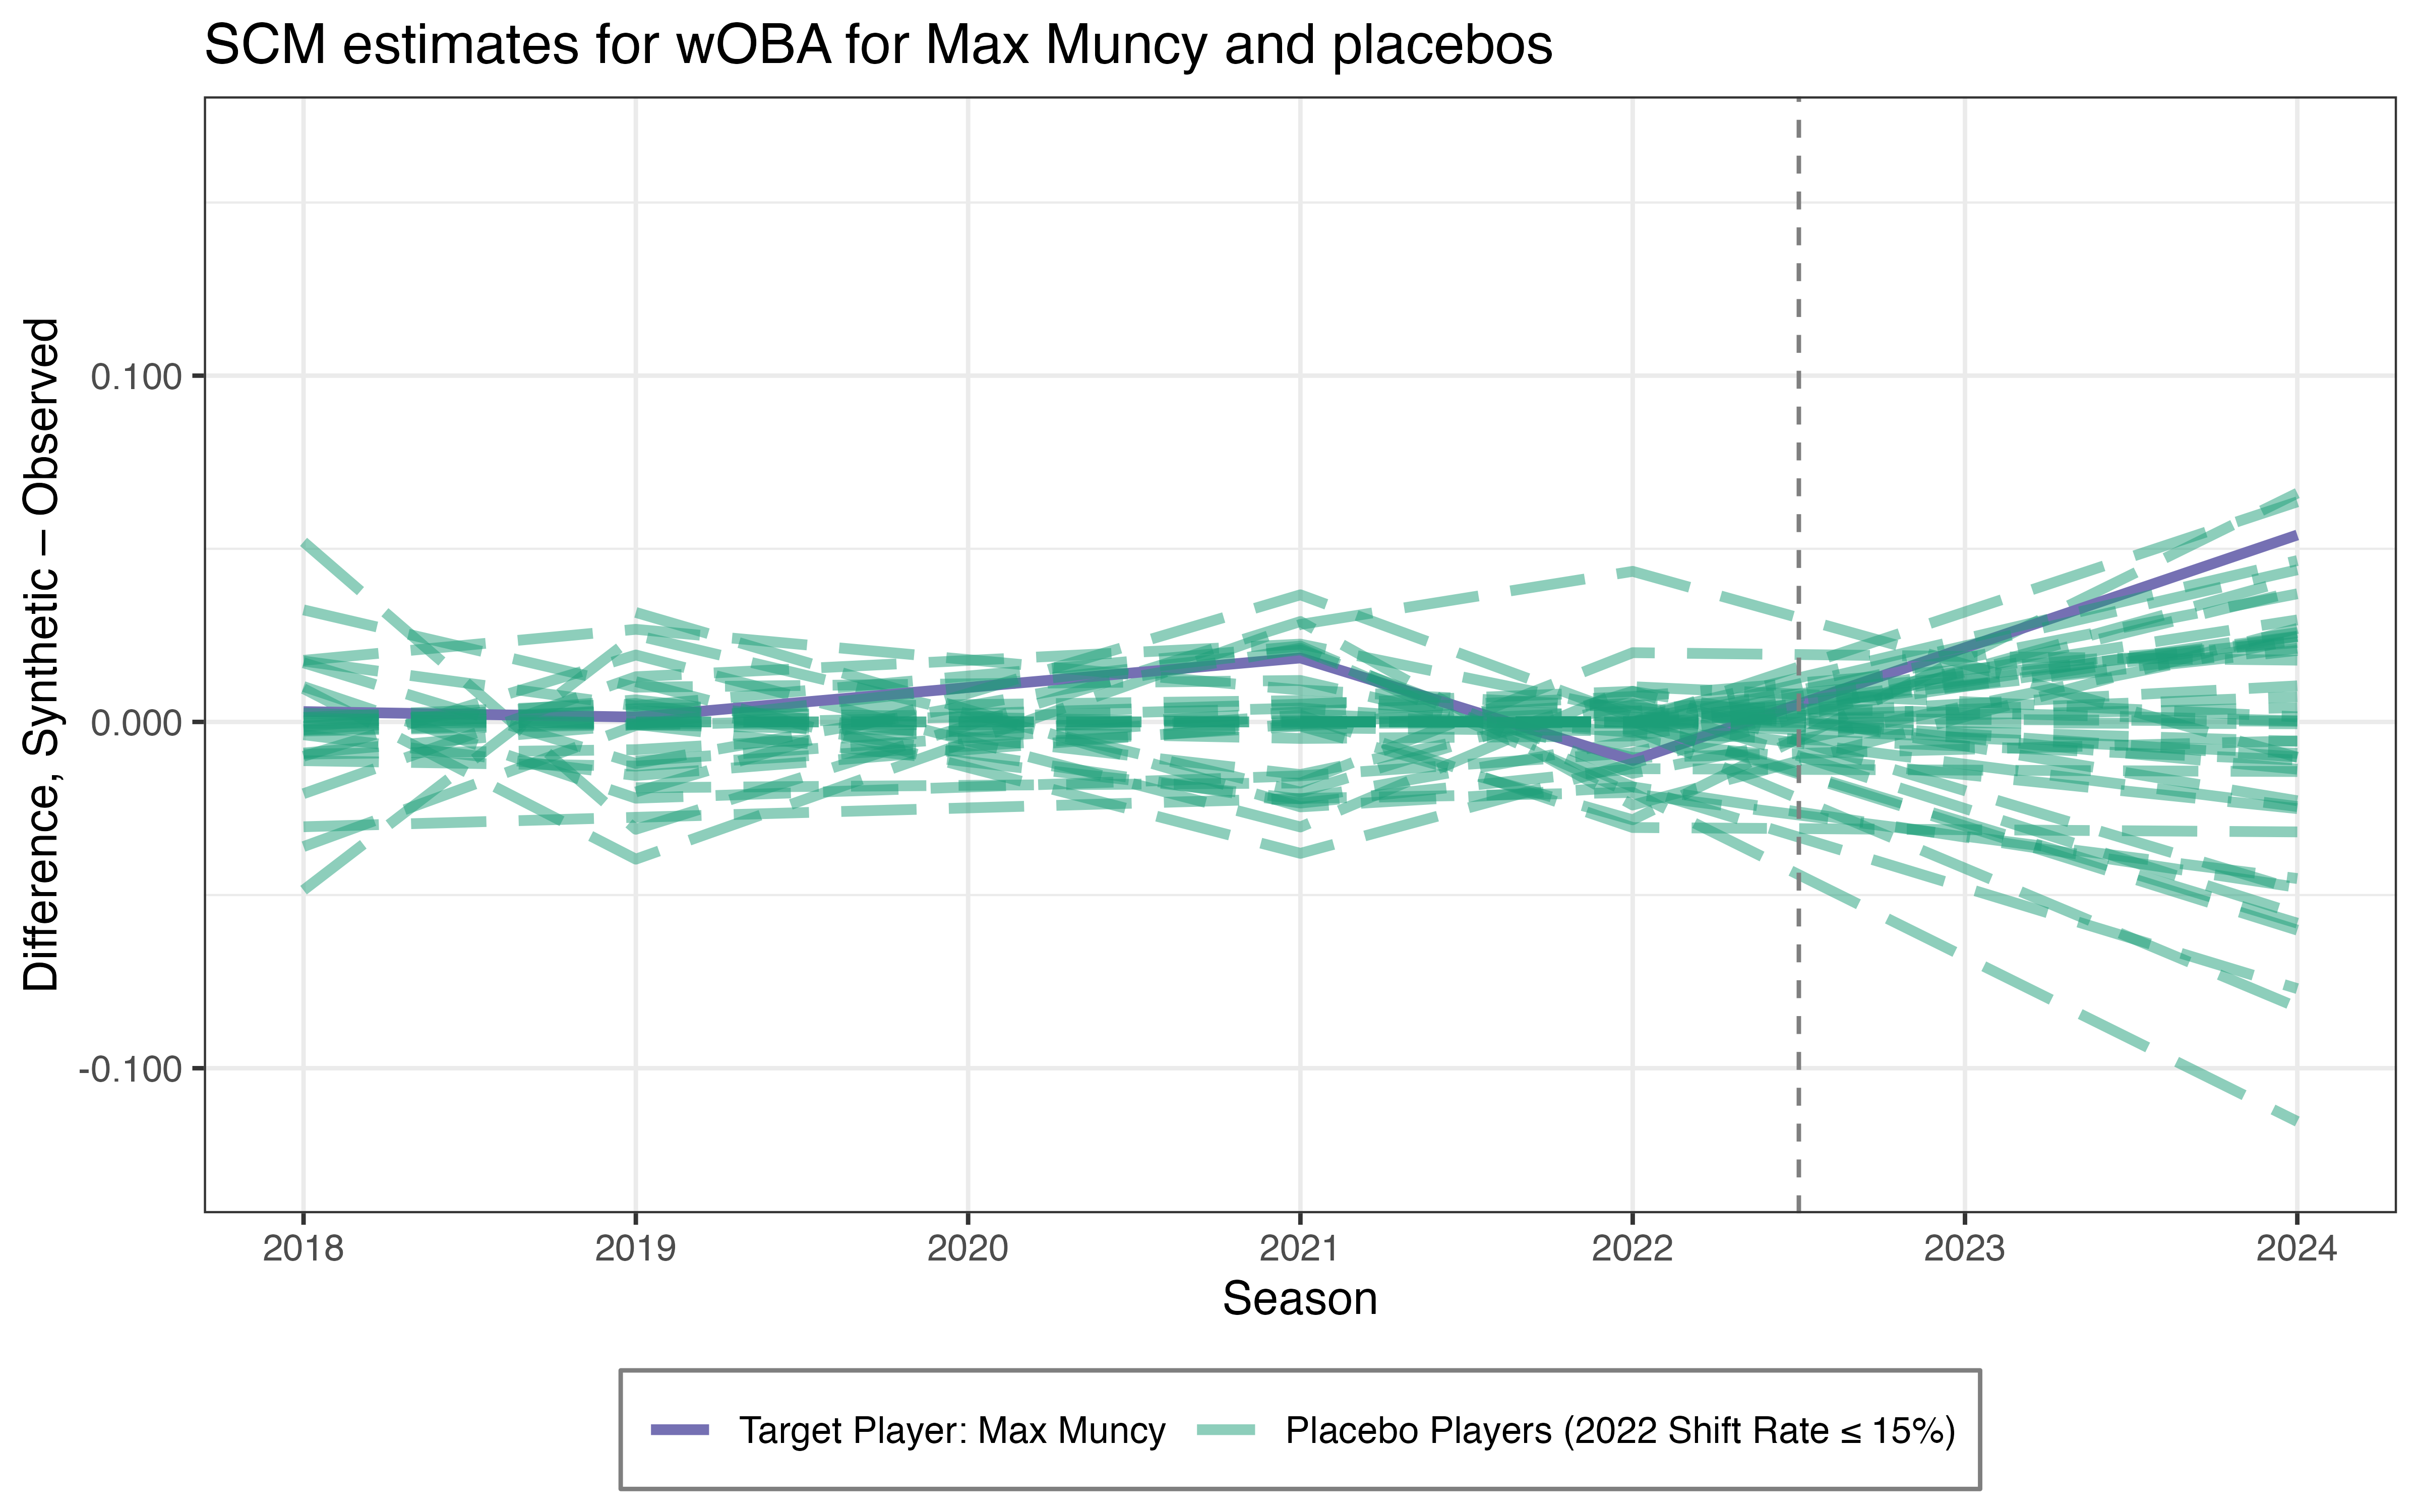 SCM estimates for wOBA for Max Muncy and placebos
Difference, Synthetic – Observed
0.100
0.000
-0.100
2018 2019 2020 2021 2022 2023 2024
Season
Target Player: Max Muncy Placebo Players (2022 Shift Rate ≤ 15%)